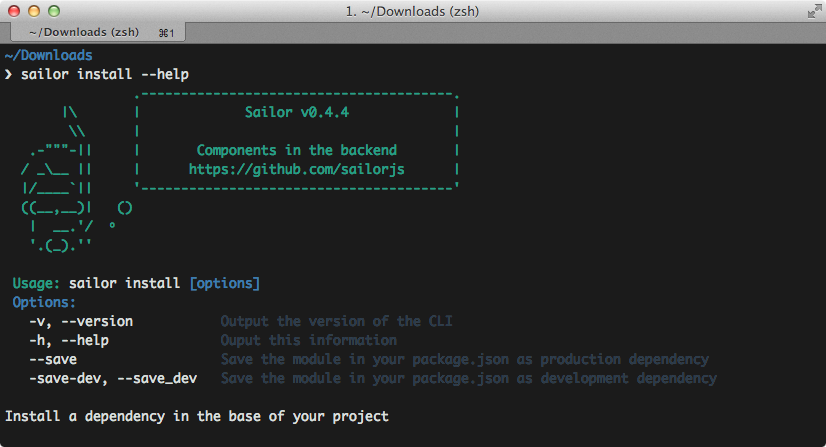 1. ~/Downloads (zsh)
~/Downloads (zsh) ⌘1
~/Downloads
❯ sailor install --help
Sailor v0.4.4
Components in the backend
https://github.com/sailorjs
Usage: sailor install [options]
Options:
-v, --version Output the version of the CLI
-h, --help Ouput this information
--save Save the module in your package.json as production dependency
-save-dev, --save_dev Save the module in your package.json as development dependency
Install a dependency in the base of your project